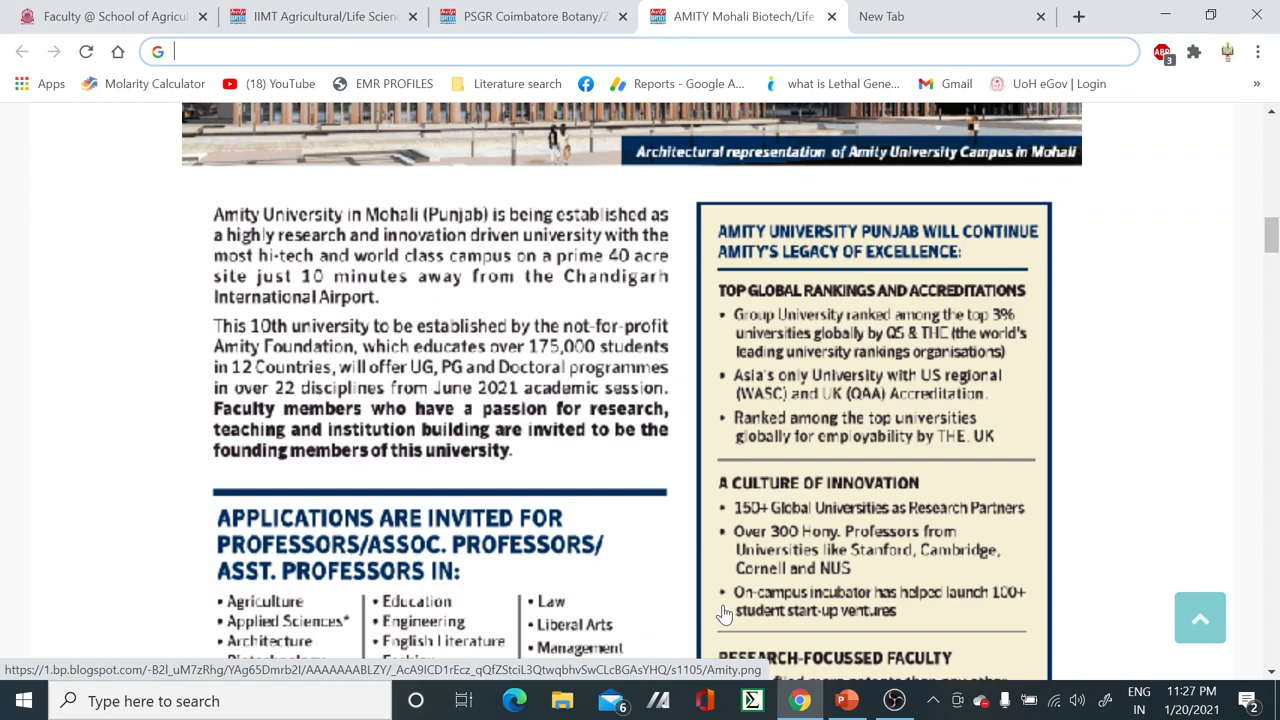 Faculty @ School of Agricul
IIMT Agricultural/Life Scien
PSGR Coimbatore Botany/Z
AMITY Mohali Biotech/Life
New Tab
Apps
Molarity Calculator
(18) YouTube
EMR PROFILES
Literature search
Reports - Google A...
what is Lethal Gene...
Gmail
UoH eGov | Login
»
Architectural representation of Amity University Campus in Mohali
Amity University in Mohali (Punjab) is being established as
a highly research and innovation driven university with the
most hi-tech and world class campus on a prime 40 acre
site just 10 minutes away from the Chandigarh
International Airport.
This 10th university to be established by the not-for-profit
Amity Foundation, which educates over 175,000 students
in 12 Countries, will offer UG, PG and Doctoral programmes
in over 22 disciplines from June 2021 academic session.
Faculty members who have a passion for research,
teaching and institution building are invited to be the
founding members of this university.
APPLICATIONS ARE INVITED FOR
PROFESSORS/ASSOC. PROFESSORS/
ASST. PROFESSORS IN:
• Agriculture
• Applied Sciences*
• Architecture
• Education
• Engineering
• English Literature
• Law
• Liberal Arts
• Management
AMITY UNIVERSITY PUNJAB WILL CONTINUE
AMITY'S LEGACY OF EXCELLENCE:
TOP GLOBAL RANKINGS AND ACCREDITATIONS
• Group University ranked among the top 3%
universities globally by QS & THE (the world's
leading university rankings organisations)
• Asia's only University with US regional
(WASC) and UK (QAA) Accreditation.
• Ranked among the top universities
globally for employability by THE, UK
A CULTURE OF INNOVATION
• 150+ Global Universities as Research Partners
• Over 300 Hony. Professors from
Universities like Stanford, Cambridge,
Cornell and NUS
• On-campus incubator has helped launch 100+
student start-up ventures
RESEARCH-FOCUSSED FACULTY
https://1.bp.blogspot.com/-B2l_uM7zRhg/YAg65Dmrb2I/AAAAAAABLZY/_AcA9ICD1rEcz_qQfZStciL3QtwqbhvSwCLcBGAsYHQ/s1105/Amity.png
Type here to search
6
ENG
IN
11:27 PM
1/20/2021
2
3